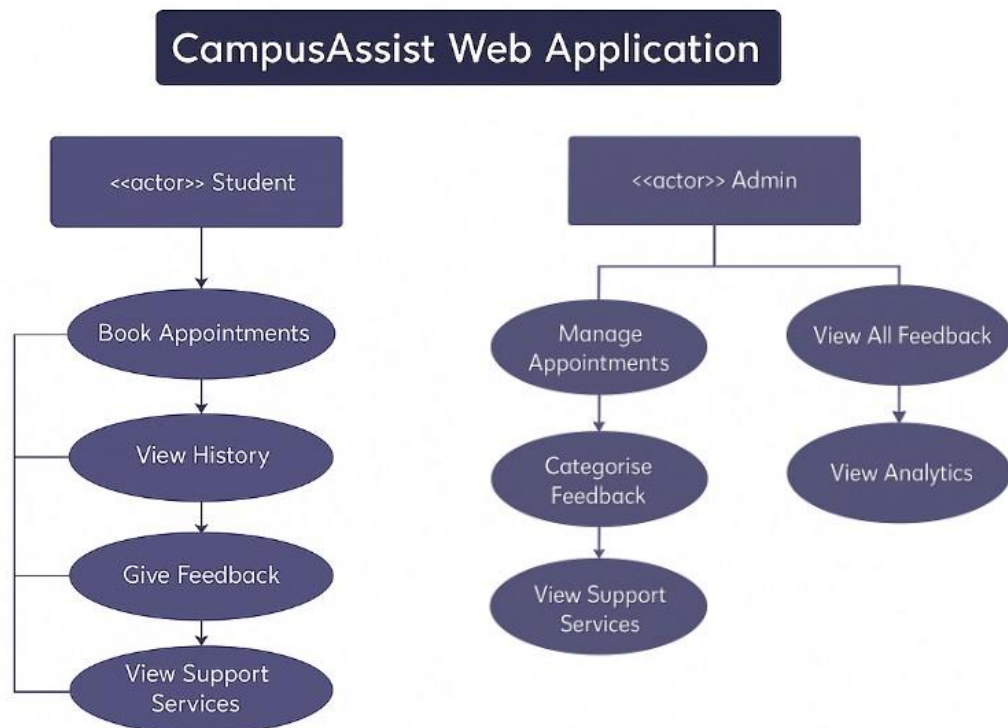 CampusAssist Web Application
<<actor>> Student
Book Appointments
View History
Give Feedback
View Support
Services
<<actor>> Admin
Manage
Appointments
Categorise
Feedback
View Support
Services
View All Feedback
View Analytics